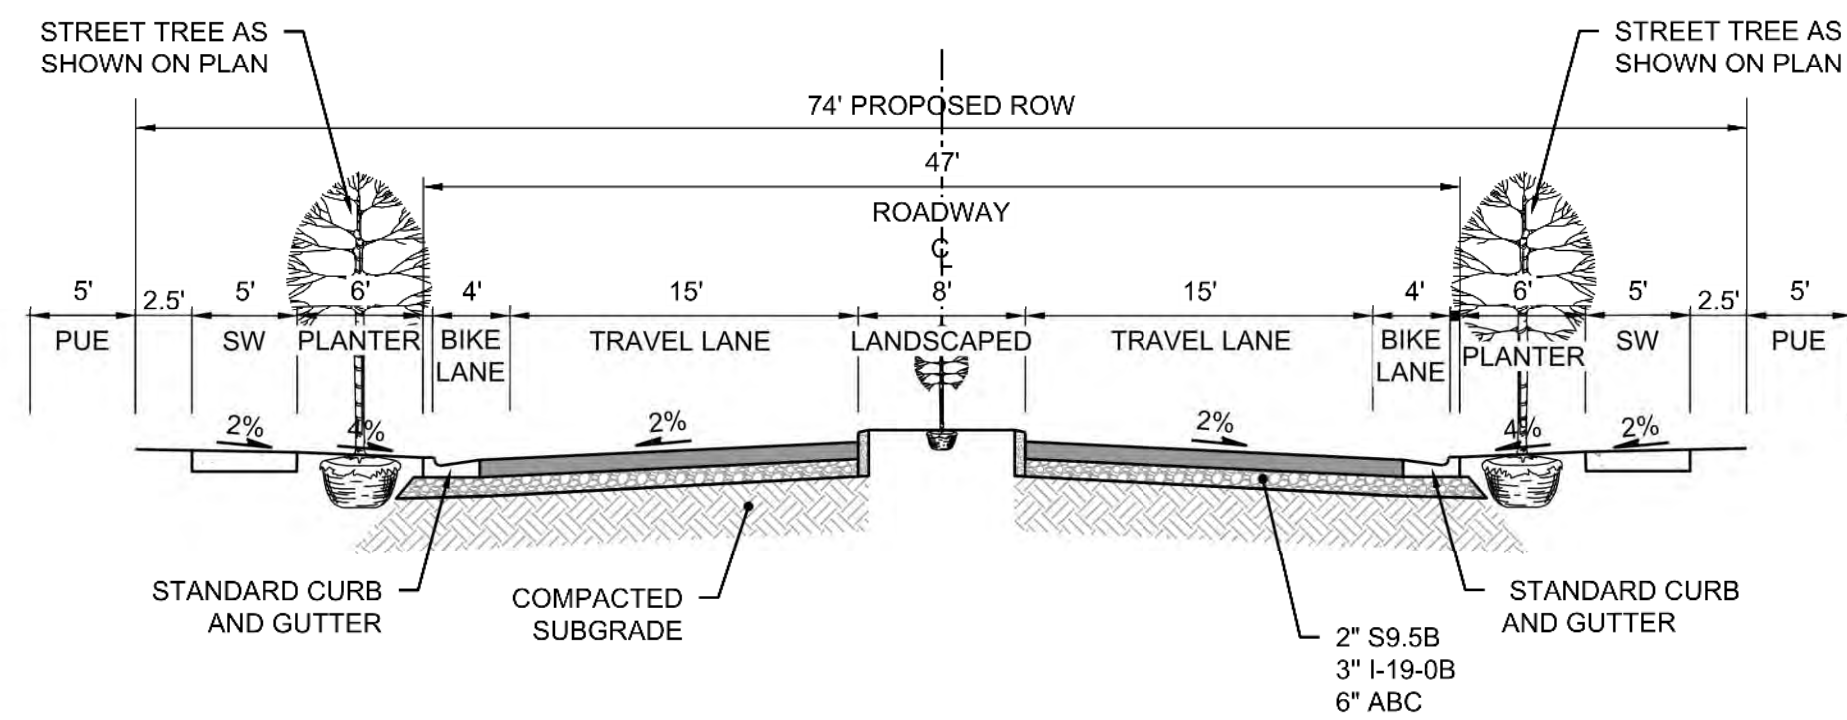 STREET TREE AS
SHOWN ON PLAN
STREET TREE AS
SHOWN ON PLAN
74' PROPOSED ROW
47'
ROADWAY
CL
5' 2.5' 5' 6' 4' 15' 8' 15' 4' 6' 5' 2.5' 5'
PUE SW PLANTER BIKE LANE TRAVEL LANE LANDSCAPED TRAVEL LANE BIKE LANE PLANTER SW PUE
2% 4% 2% 2% 4% 2%
STANDARD CURB
AND GUTTER
COMPACTED
SUBGRADE
2" S9.5B
3" I-19-0B
6" ABC
STANDARD CURB
AND GUTTER